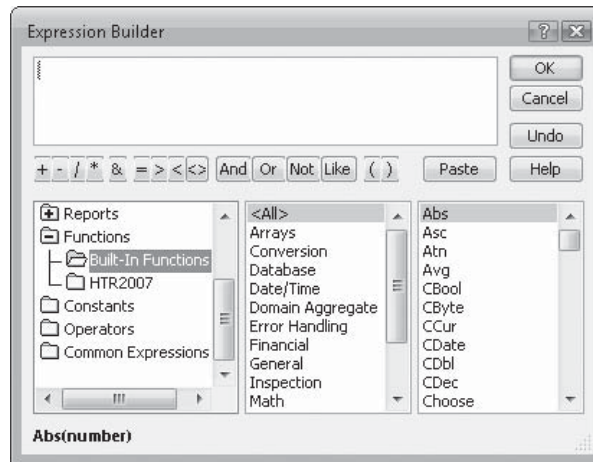 Expression Builder
OK
Cancel
Undo
+ - / * & = > < <> And Or Not Like ( ) Paste Help
Reports
Functions
Built-In Functions
HTR2007
Constants
Operators
Common Expressions
<All>
Arrays
Conversion
Database
Date/Time
Domain Aggregate
Error Handling
Financial
General
Inspection
Math
Abs
Asc
Atn
Avg
CBool
CByte
CCur
CDate
CDbl
CDec
Choose
Abs(number)